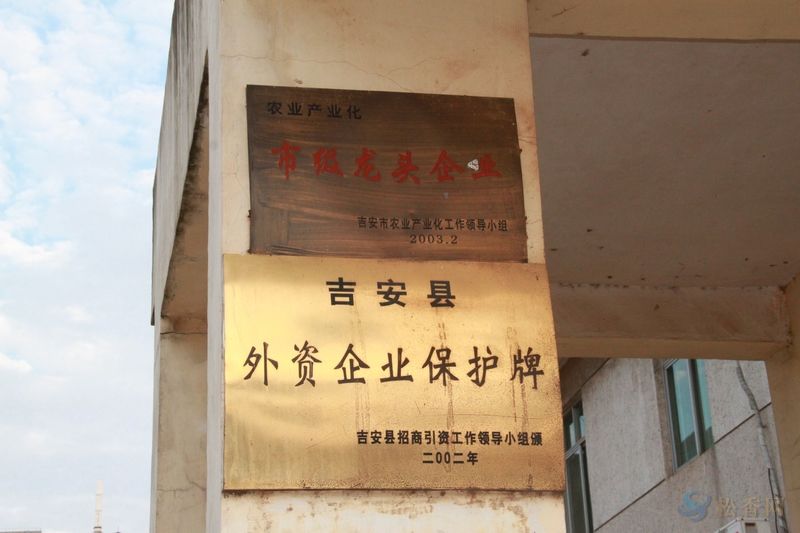 农业产业化
市级龙头企业
吉安市农业产业化工作领导小组
2003.2
吉安县
外资企业保护牌
吉安县招商引资工作领导小组颁
二00二年